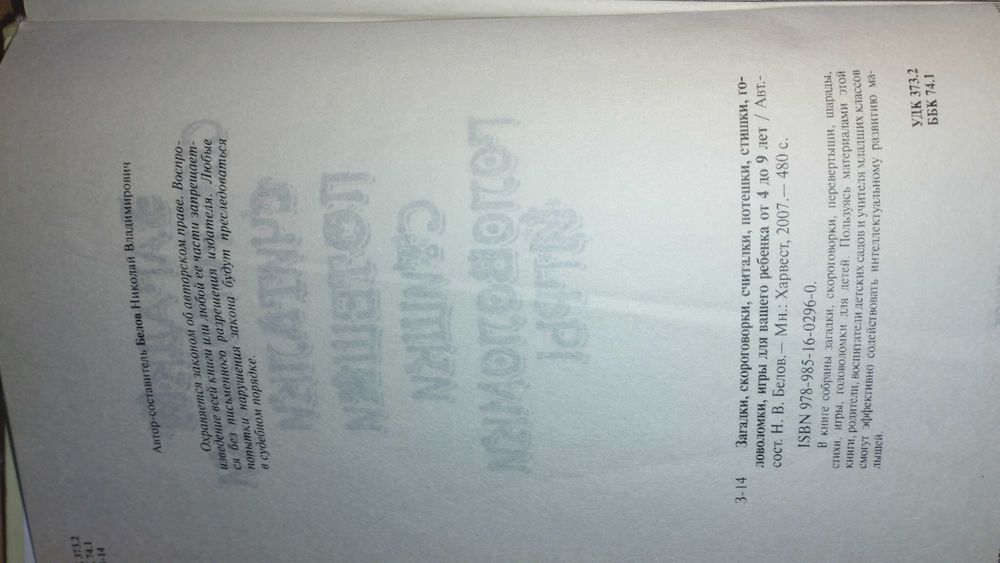 УДК 373.2
ББК 74.1
373.2
74.1
-14
Автор-составитель Белов Николай Владимирович
Охраняется законом об авторском праве. Воспро-
изведение всей книги или любой ее части запрещает-
ся без письменного разрешения издателя. Любые
попытки нарушения закона будут преследоваться
в судебном порядке.
З-14 Загадки, скороговорки, считалки, потешки, стишки, го-
ловоломки, игры для вашего ребенка от 4 до 9 лет / Авт.-
сост. Н. В. Белов.— Мн.: Харвест, 2007.— 480 с.
ISBN 978-985-16-0296-0.
В книге собраны загадки, скороговорки, перевертыши, шарады,
стихи, игры, головоломки для детей. Пользуясь материалами этой
книги, родители, воспитатели детских садов и учителя младших классов
смогут эффективно содействовать интеллектуальному развитию ма-
лышей.